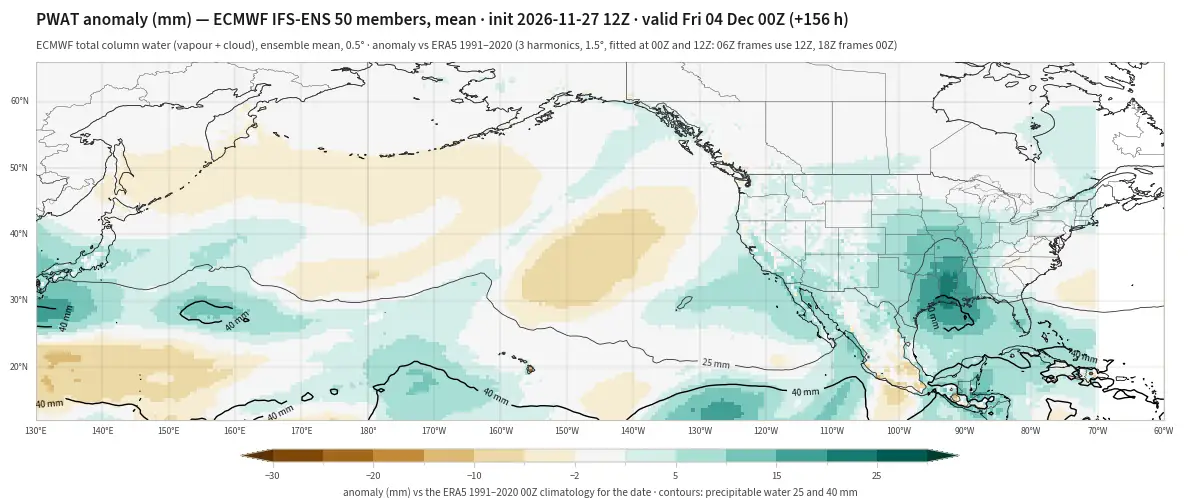 PWAT anomaly (mm) — ECMWF IFS-ENS 50 members, mean · init 2026-11-27 12Z · valid Fri 04 Dec 00Z (+156 h)
ECMWF total column water (vapour + cloud), ensemble mean, 0.5° · anomaly vs ERA5 1991–2020 (3 harmonics, 1.5°, fitted at 00Z and 12Z: 06Z frames use 12Z, 18Z frames 00Z)
60°N
50°N
40°N
30°N
20°N
40 mm
40 mm
40 mm
25 mm
40 mm
40 mm
40 mm
40 mm
40 mm
130°E 140°E 150°E 160°E 170°E 180° 170°W 160°W 150°W 140°W 130°W 120°W 110°W 100°W 90°W 80°W 70°W 60°W
−30 −20 −10 −2 5 15 25
anomaly (mm) vs the ERA5 1991–2020 00Z climatology for the date · contours: precipitable water 25 and 40 mm